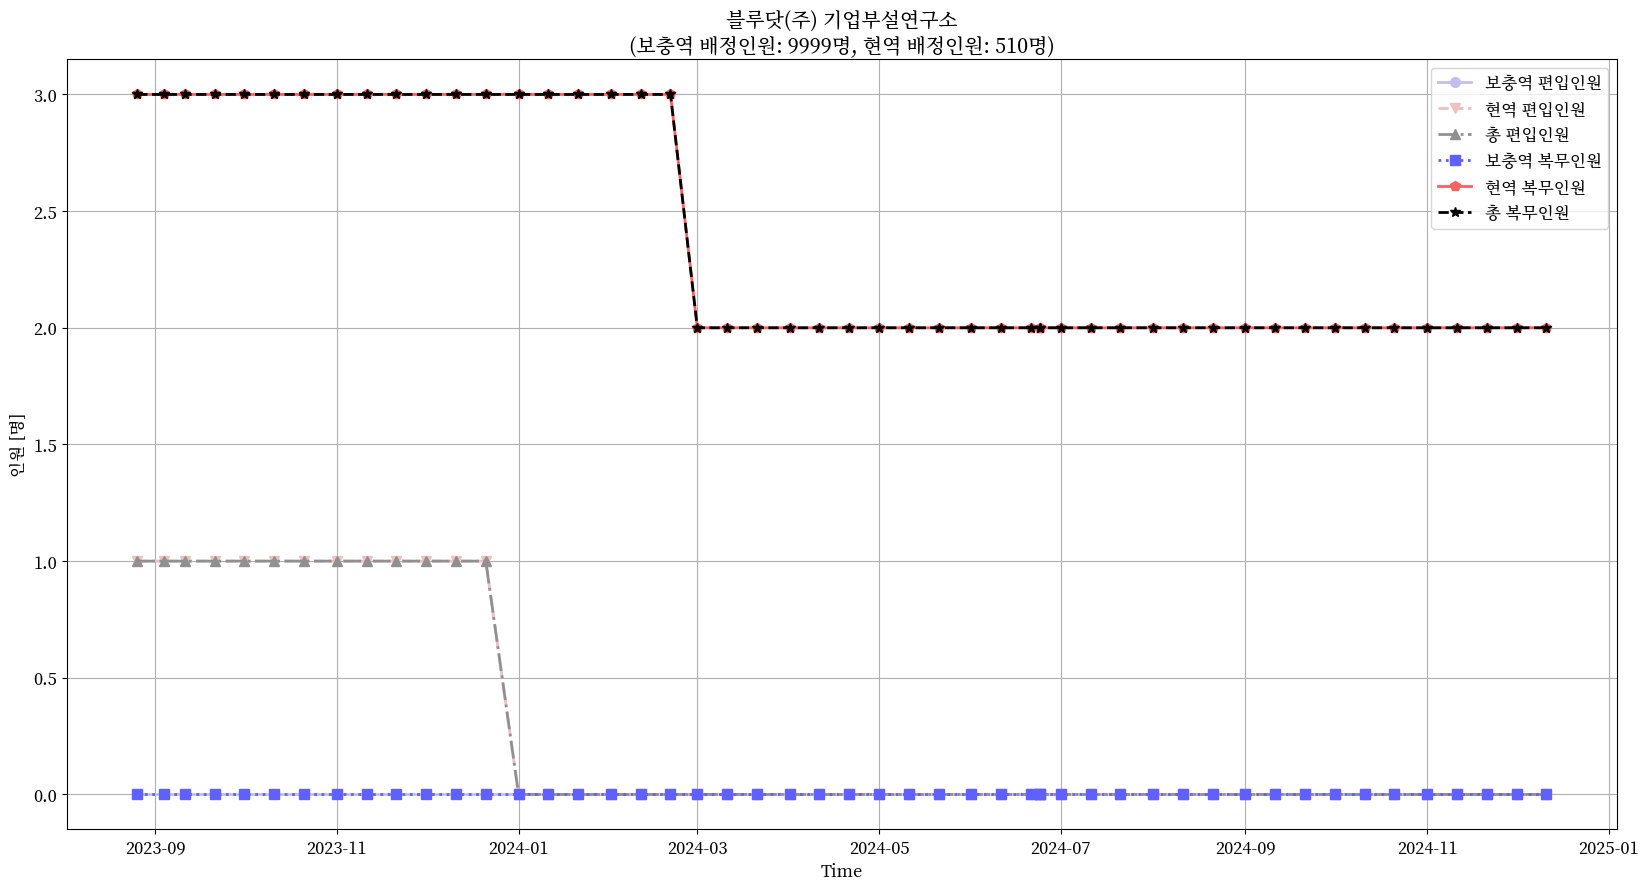 블루닷(주) 기업부설연구소
(보충역 배정인원: 9999명, 현역 배정인원: 510명)
보충역 편입인원
현역 편입인원
총 편입인원
보충역 복무인원
현역 복무인원
총 복무인원
인원 [명]
3.0
2.5
2.0
1.5
1.0
0.5
0.0
2023-09
2023-11
2024-01
2024-03
2024-05
2024-07
2024-09
2024-11
2025-01
Time